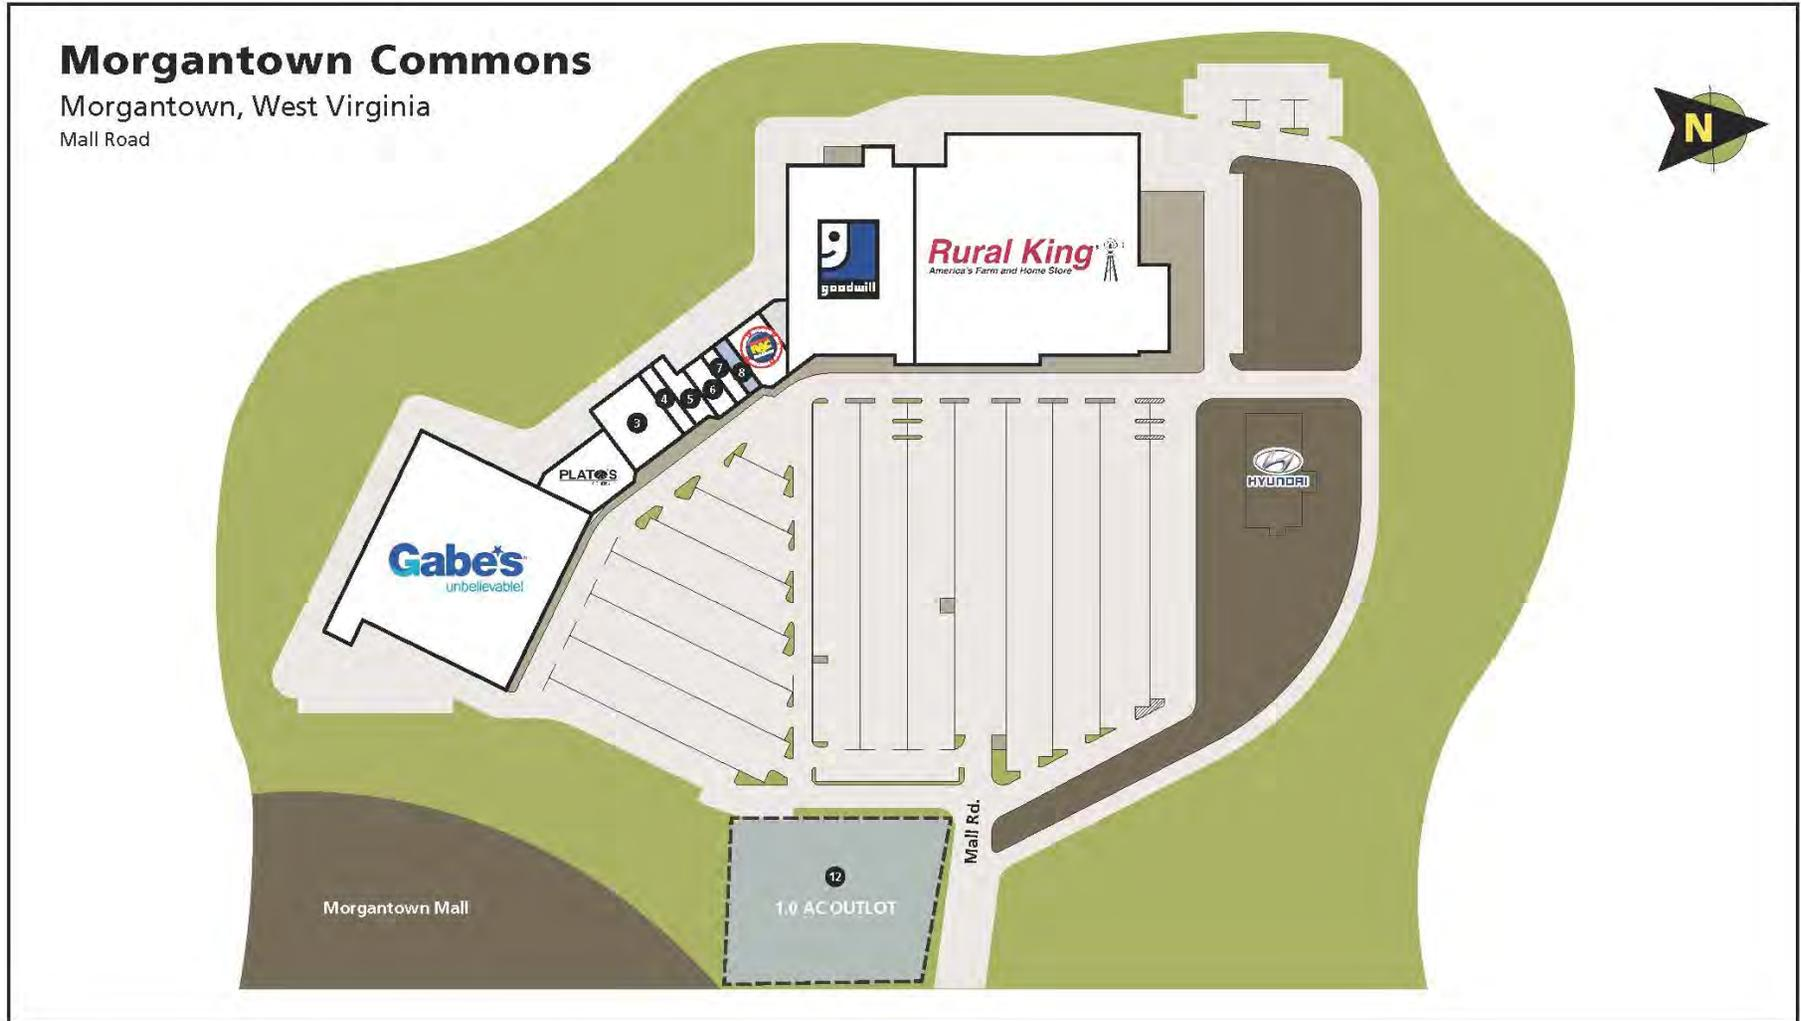 Morgantown Commons
Morgantown, West Virginia
Mall Road
N
goodwill
Rural King
America's Farm and Home Store
7
8
6
5
4
3
PLATO'S
HYUNDAI
Gabe's
unbelievable!
Mall Rd.
12
1.0 AC OUTLOT
Morgantown Mall